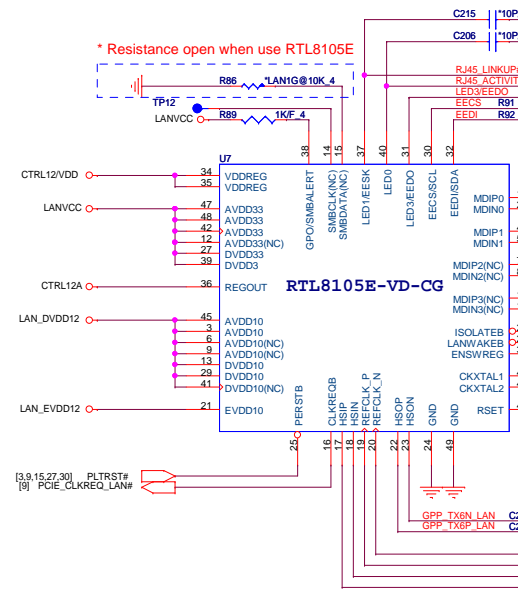 C215 *10P
C206 *10P
* Resistance open when use RTL8105E
RJ45_LINKUP
RJ45_ACTIVIT
R86 *LAN1G@10K_4
LED3/EEDO
TP12
EECS R91
LANVCC R89 1K/F_4
EEDI R92
38 14 15 37 40 31 30 32
U7
CTRL12/VDD 34 VDDREG
35 VDDREG
GPO/SMBALERT
SMBCLK(NC)
SMBDATA(NC)
LED1/EESK
LED0
LED3/EEDO
EECS/SCL
EEDI/SDA
LANVCC 47 AVDD33
48 AVDD33
42 AVDD33
12 AVDD33(NC)
27 DVDD33
39 DVDD3
MDIP0
MDIN0
MDIP1
MDIN1
MDIP2(NC)
MDIN2(NC)
CTRL12A 36 REGOUT
RTL8105E-VD-CG
MDIP3(NC)
MDIN3(NC)
LAN_DVDD12 45 AVDD10
3 AVDD10
6 AVDD10(NC)
9 AVDD10(NC)
13 DVDD10
29 DVDD10
41 DVDD10(NC)
ISOLATEB
LANWAKEB
ENSWREG
CKXTAL1
CKXTAL2
LAN_EVDD12 21 EVDD10
RSET
PERSTB
CLKREQB
HSIP
HSIN
REFCLK_P
REFCLK_N
HSOP
HSON
GND
GND
25 16 17 18 19 20 22 23 24 49
[3,9,15,27,30] PLTRST#
[9] PCIE_CLKREQ_LAN#
GPP_TX6N_LAN C2
GPP_TX6P_LAN C2